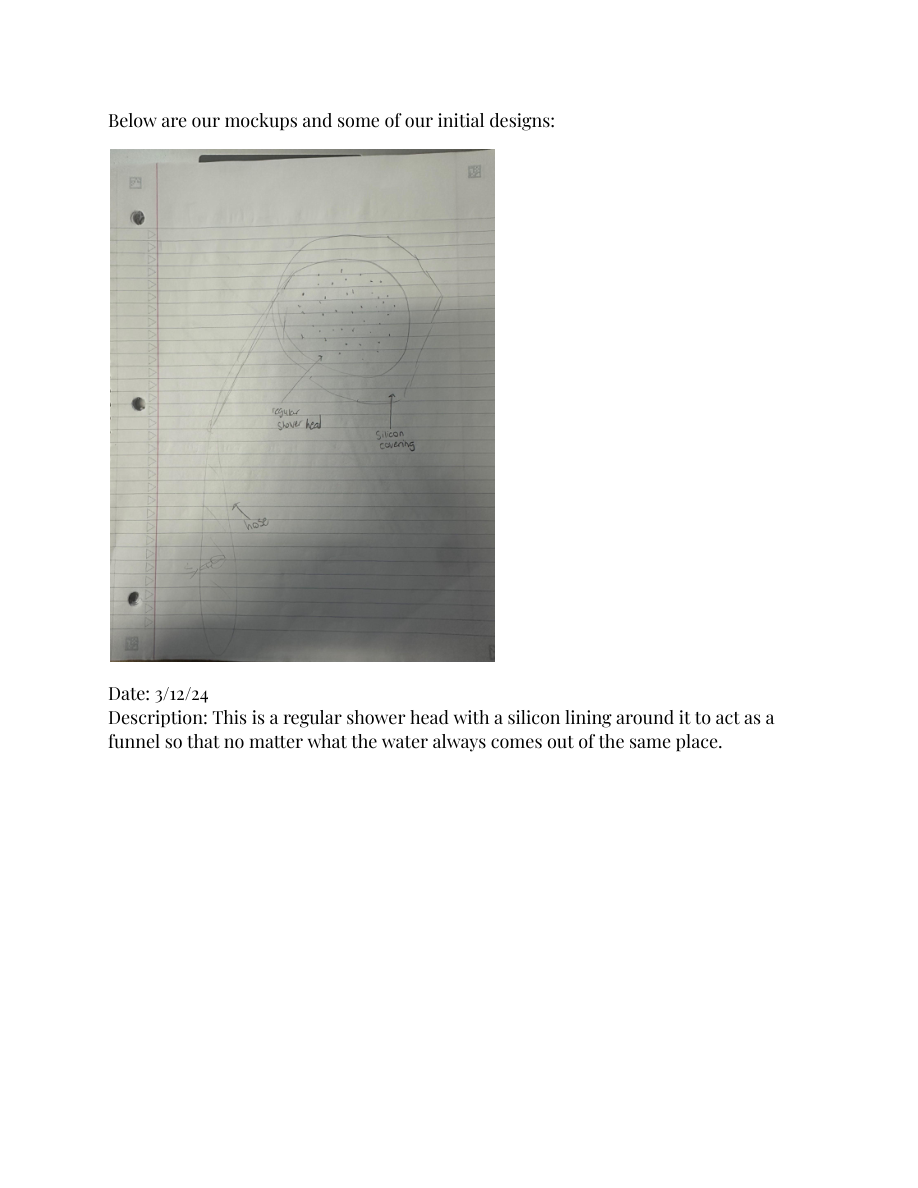 Below are our mockups and some of our initial designs:
regular
shower head
Silicon
covering
hose
Date: 3/12/24
Description: This is a regular shower head with a silicon lining around it to act as a
funnel so that no matter what the water always comes out of the same place.